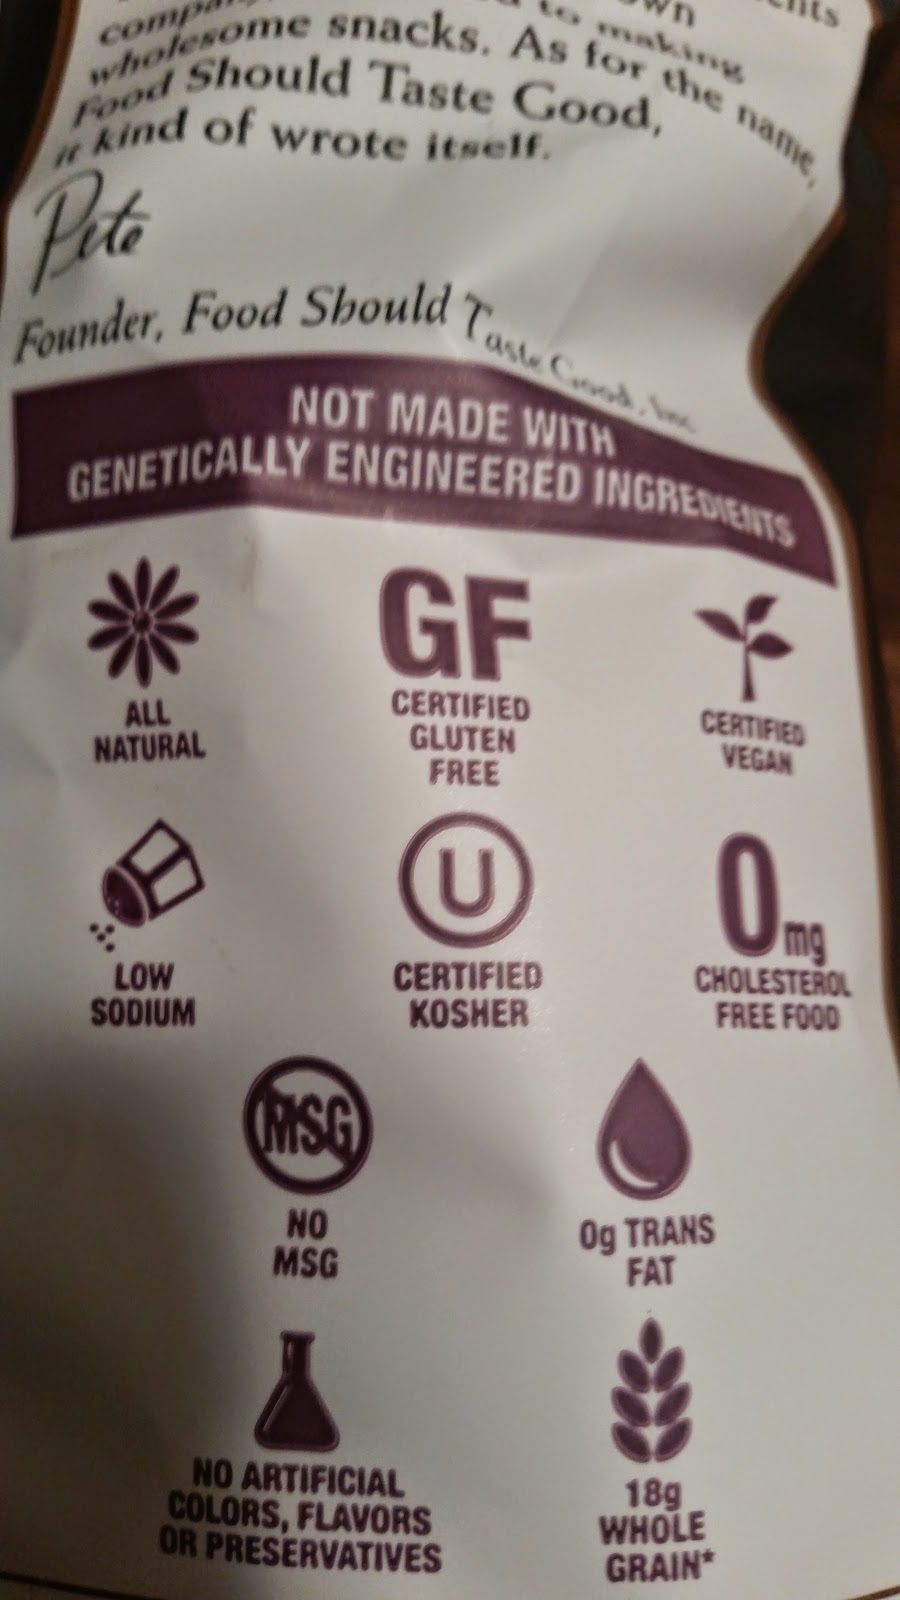 own
to making
wholesome snacks. As for the name,
Food Should Taste Good,
it kind of wrote itself.
Pete
Founder, Food Should Taste Good, Inc
NOT MADE WITH
GENETICALLY ENGINEERED INGREDIENTS
GF
ALL
NATURAL
CERTIFIED
GLUTEN
FREE
CERTIFIED
VEGAN
U
0mg
LOW
SODIUM
CERTIFIED
KOSHER
CHOLESTEROL
FREE FOOD
MSG
NO
MSG
0g TRANS
FAT
NO ARTIFICIAL
COLORS, FLAVORS
OR PRESERVATIVES
18g
WHOLE
GRAIN*